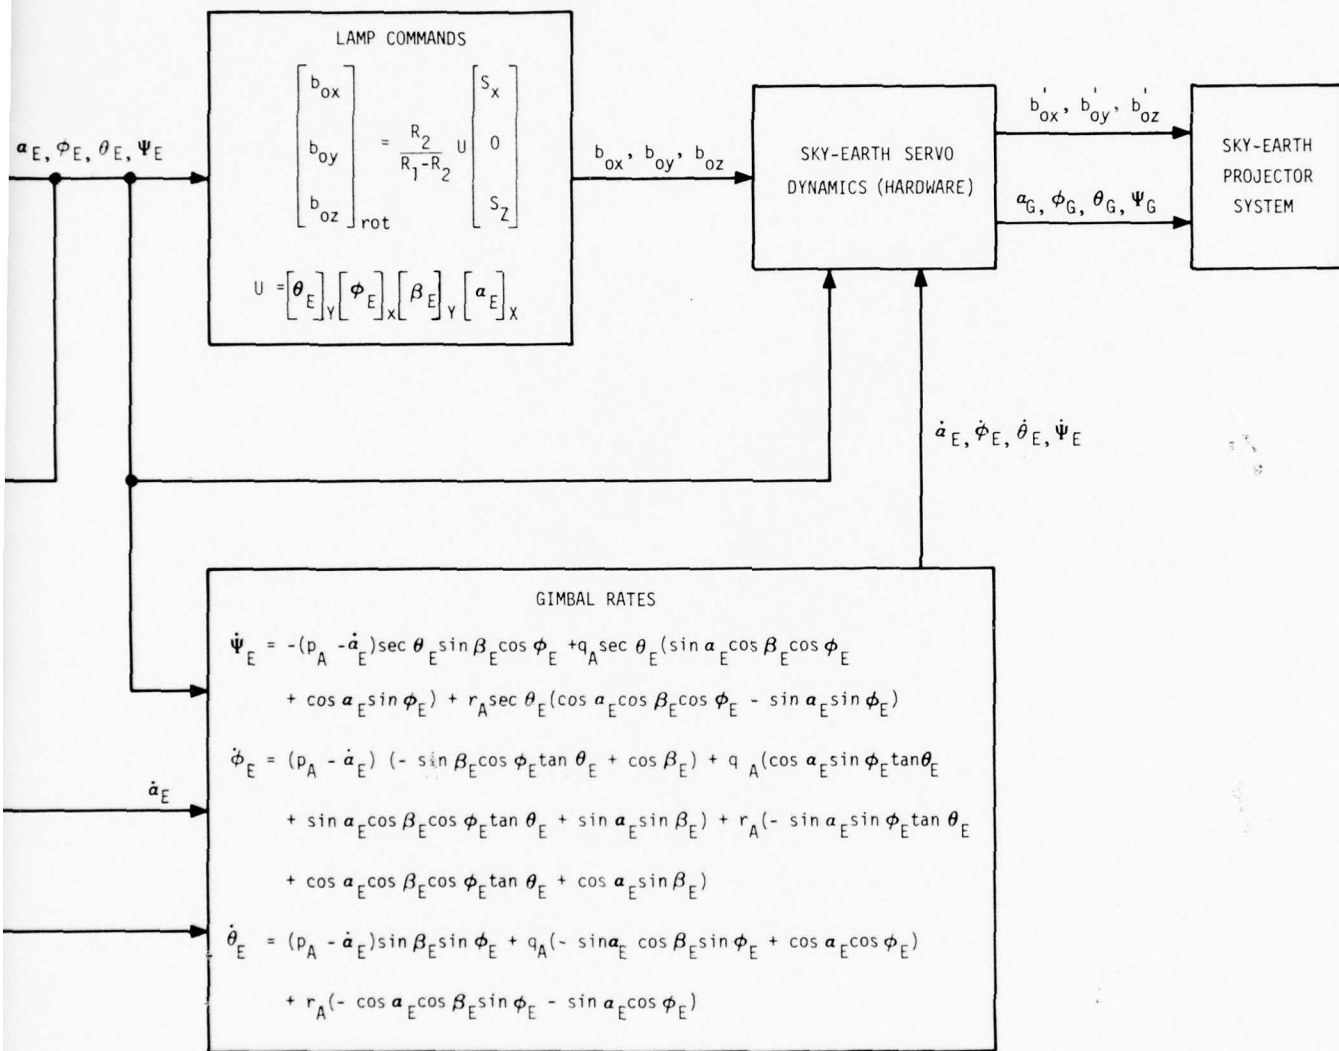 LAMP COMMANDS
[b_ox b_oy b_oz]_rot = R_2 / (R_1-R_2) U [S_x 0 S_Z]
U = [θ_E]_Y [ϕ_E]_X [β_E]_Y [α_E]_X
α_E, ϕ_E, θ_E, Ψ_E
b_ox, b_oy, b_oz
SKY-EARTH SERVO
DYNAMICS (HARDWARE)
b'_ox, b'_oy, b'_oz
α_G, ϕ_G, θ_G, Ψ_G
SKY-EARTH
PROJECTOR
SYSTEM
α̇_E, ϕ̇_E, θ̇_E, Ψ̇_E
GIMBAL RATES
Ψ̇_E = -(p_A - α̇_E)sec θ_E sin β_E cos ϕ_E + q_A sec θ_E(sin α_E cos β_E cos ϕ_E
+ cos α_E sin ϕ_E) + r_A sec θ_E(cos α_E cos β_E cos ϕ_E - sin α_E sin ϕ_E)
ϕ̇_E = (p_A - α̇_E) (- sin β_E cos ϕ_E tan θ_E + cos β_E) + q_A(cos α_E sin ϕ_E tan θ_E
α̇_E
+ sin α_E cos β_E cos ϕ_E tan θ_E + sin α_E sin β_E) + r_A(- sin α_E sin ϕ_E tan θ_E
+ cos α_E cos β_E cos ϕ_E tan θ_E + cos α_E sin β_E)
θ̇_E = (p_A - α̇_E)sin β_E sin ϕ_E + q_A(- sin α_E cos β_E sin ϕ_E + cos α_E cos ϕ_E)
+ r_A(- cos α_E cos β_E sin ϕ_E - sin α_E cos ϕ_E)